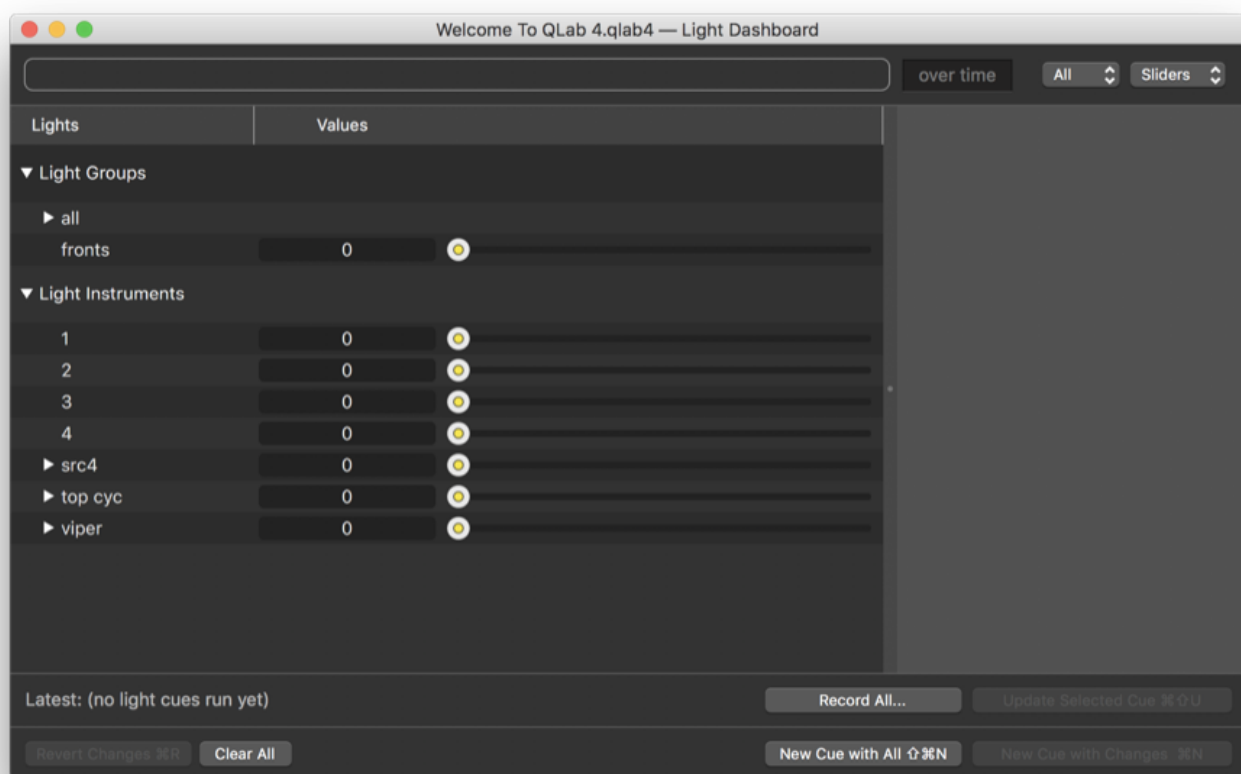 Welcome To QLab 4.qlab4 — Light Dashboard
over time All Sliders
Lights Values
Light Groups
all
fronts 0
Light Instruments
1 0
2 0
3 0
4 0
src4 0
top cyc 0
viper 0
Latest: (no light cues run yet) Record All... Update Selected Cue ⌘⇧U
Revert Changes ⌘R Clear All New Cue with All ⇧⌘N New Cue with Changes ⌘N